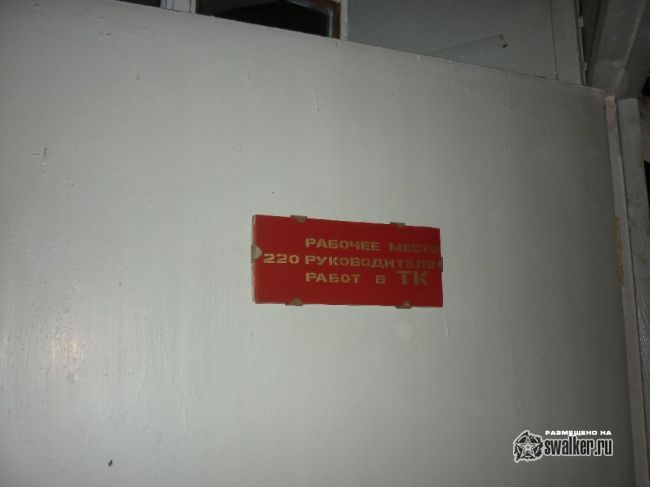 РАБОЧЕЕ МЕСТО
220 РУКОВОДИТЕЛЯ
РАБОТ В ТК
РАЗМЕЩЕНО НА
swalker.ru